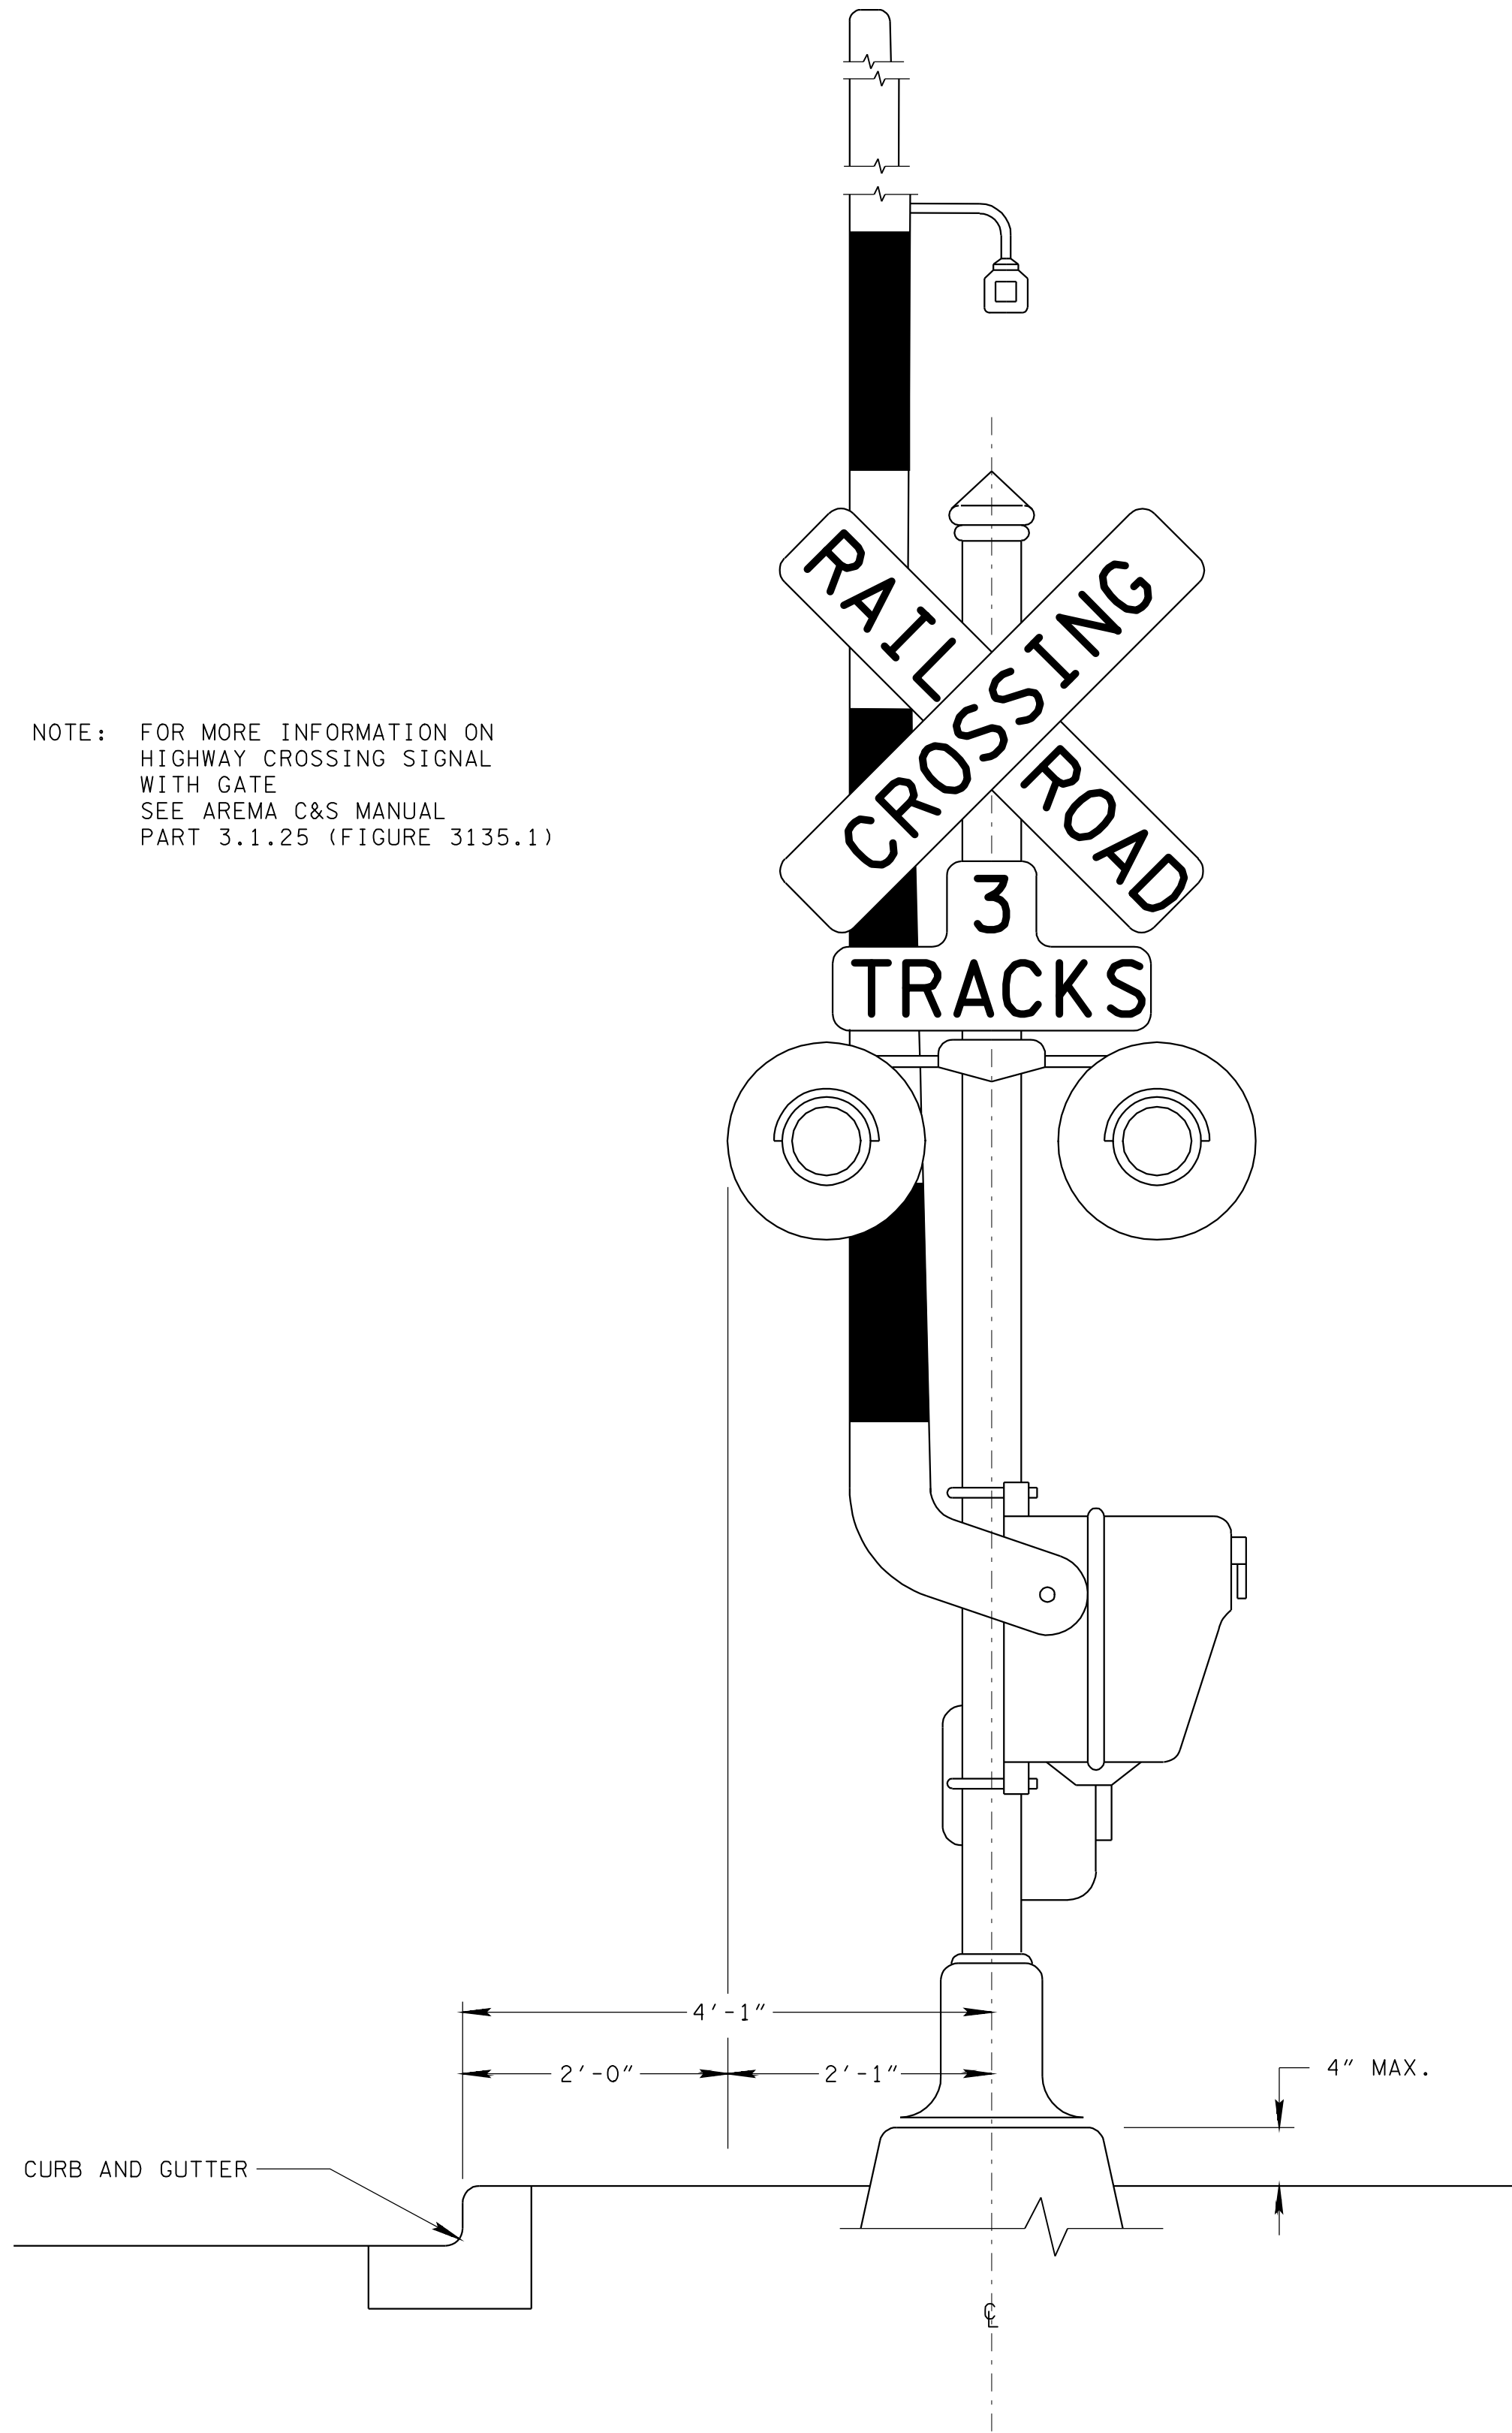 RAIL
CROSSING
ROAD
3
TRACKS
NOTE: FOR MORE INFORMATION ON
HIGHWAY CROSSING SIGNAL
WITH GATE
SEE AREMA C&S MANUAL
PART 3.1.25 (FIGURE 3135.1)
4'-1"
2'-0"
2'-1"
4" MAX.
CURB AND GUTTER
℄